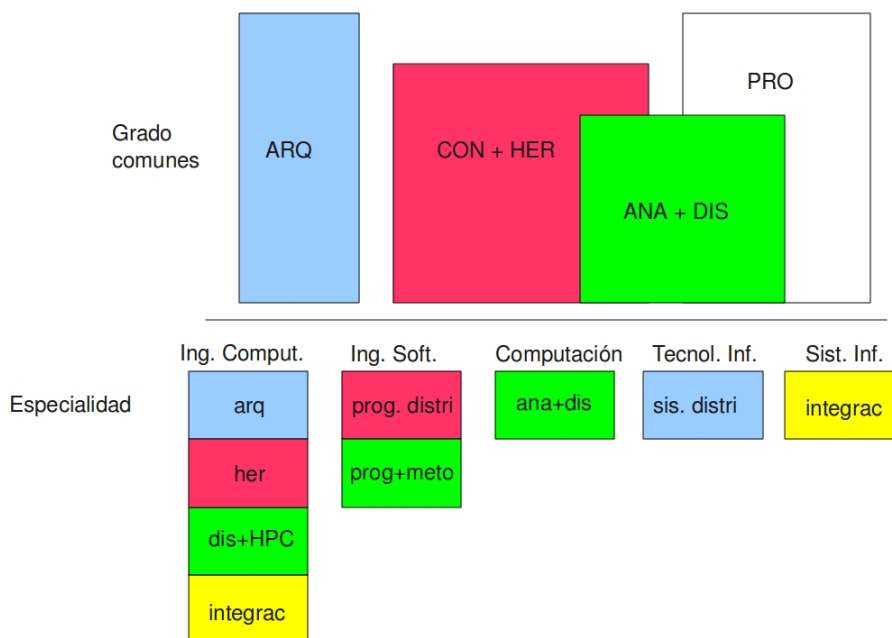 PRO
Grado
comunes
ARQ
CON + HER
ANA + DIS
Ing. Comput.
Ing. Soft.
Computación
Tecnol. Inf.
Sist. Inf.
Especialidad
arq
prog. distri
ana+dis
sis. distri
integrac
her
prog+meto
dis+HPC
integrac